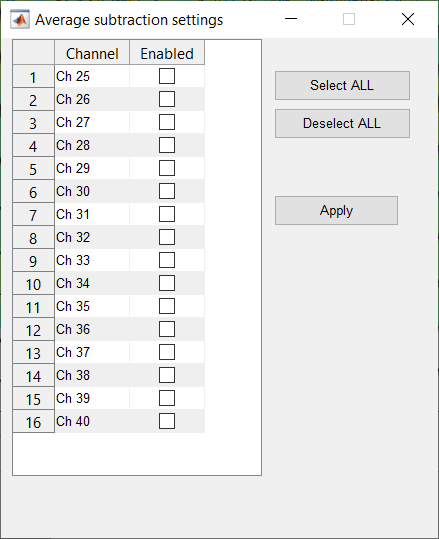 Average subtraction settings
Channel Enabled
1 Ch 25
2 Ch 26
3 Ch 27
4 Ch 28
5 Ch 29
6 Ch 30
7 Ch 31
8 Ch 32
9 Ch 33
10 Ch 34
11 Ch 35
12 Ch 36
13 Ch 37
14 Ch 38
15 Ch 39
16 Ch 40
Select ALL
Deselect ALL
Apply